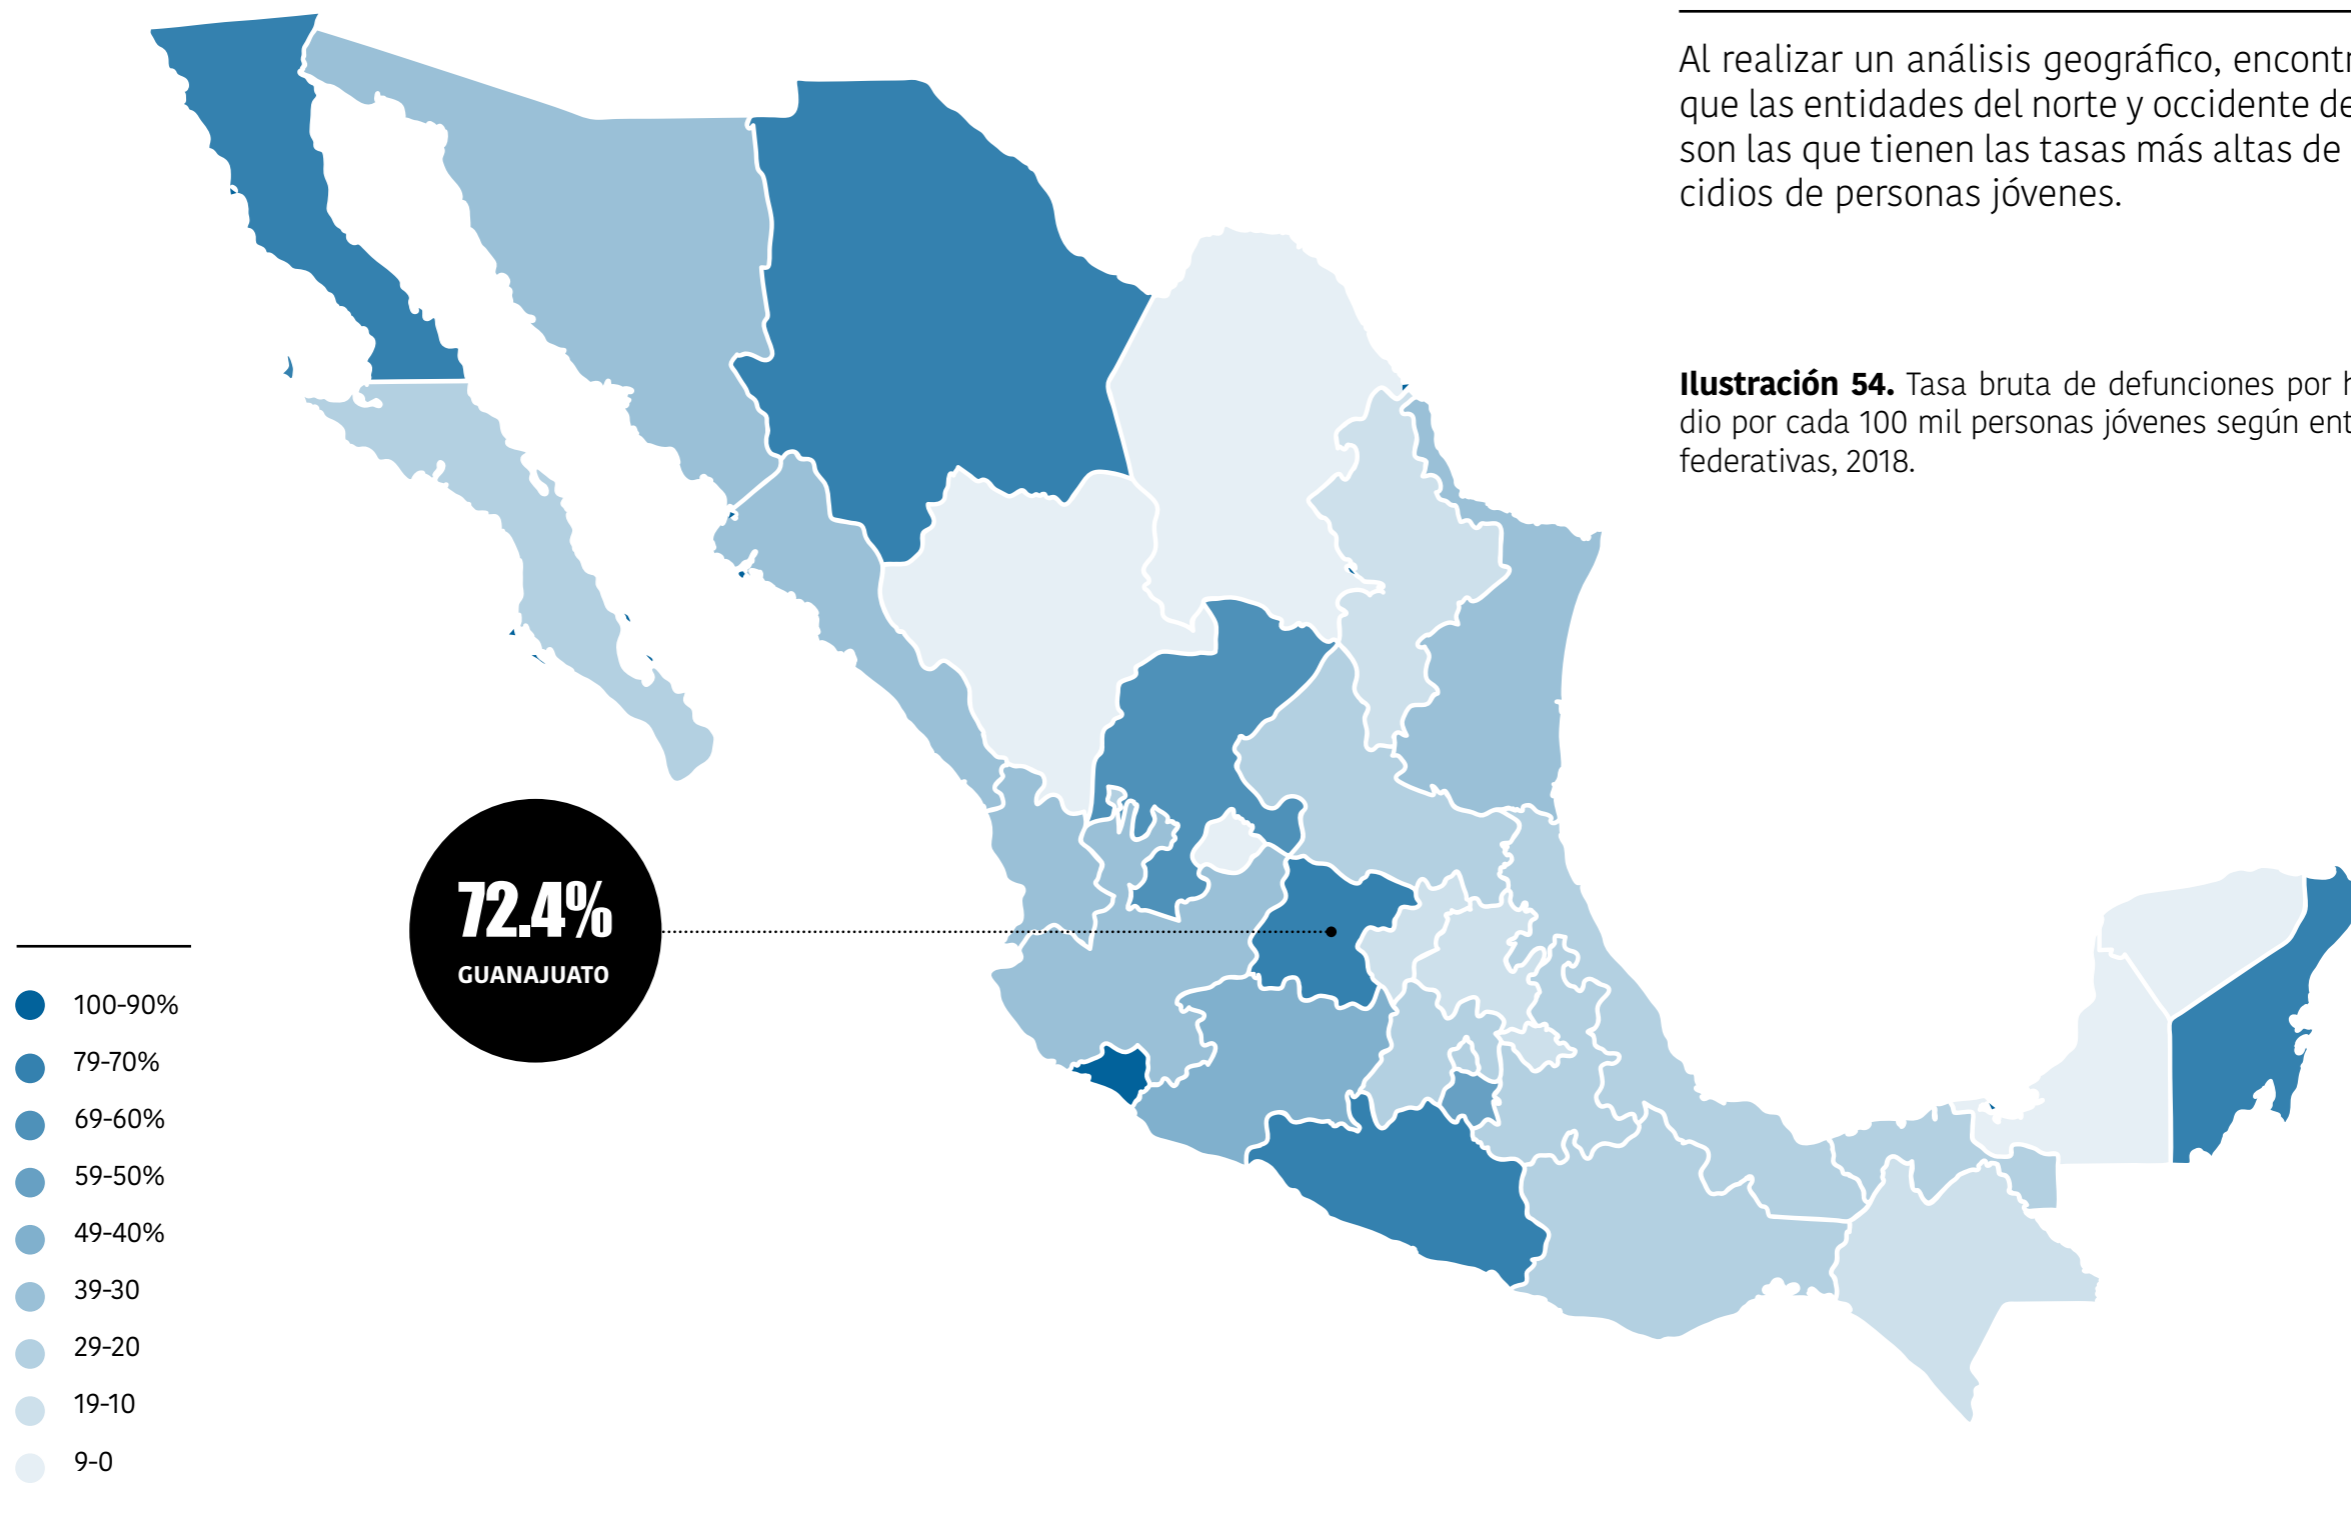 Al realizar un análisis geográfico, encontr
que las entidades del norte y occidente de
son las que tienen las tasas más altas de
cidios de personas jóvenes.
Ilustración 54. Tasa bruta de defunciones por h
dio por cada 100 mil personas jóvenes según ent
federativas, 2018.
72.4%
GUANAJUATO
100-90%
79-70%
69-60%
59-50%
49-40%
39-30
29-20
19-10
9-0